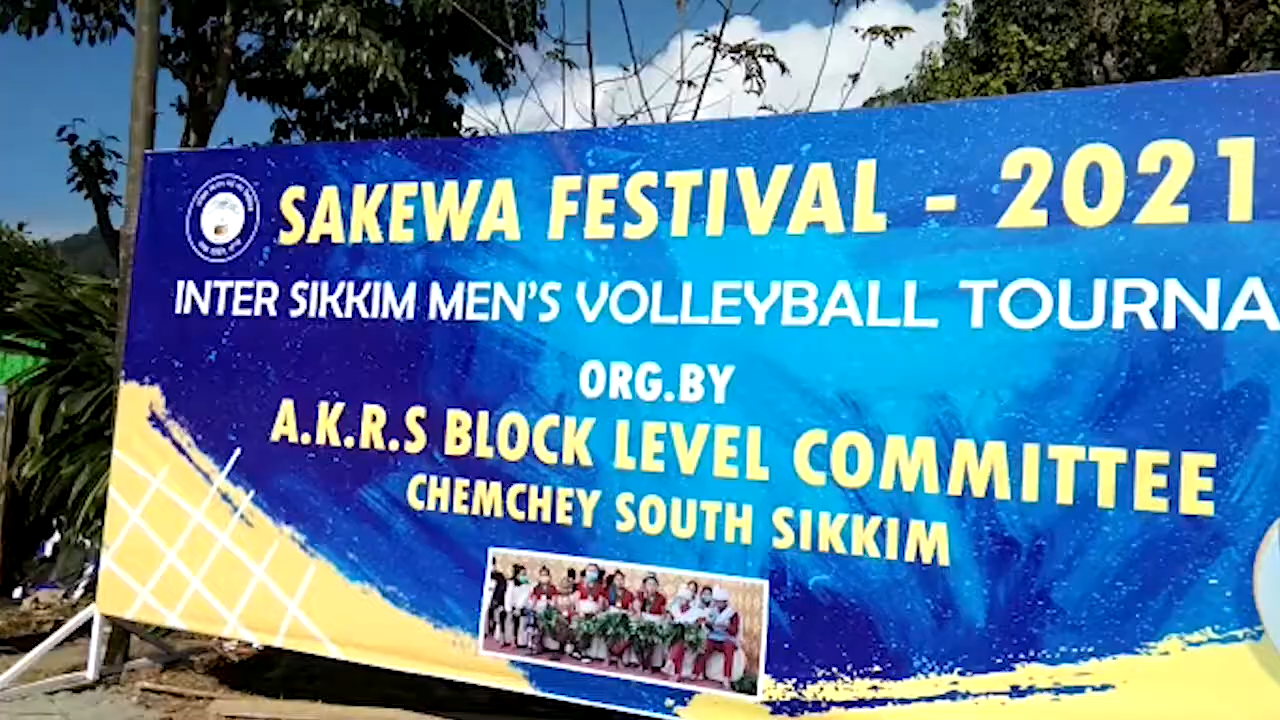 SAKEWA FESTIVAL - 2021
INTER SIKKIM MEN'S VOLLEYBALL TOURNA
ORG.BY
A.K.R.S BLOCK LEVEL COMMITTEE
CHEMCHEY SOUTH SIKKIM